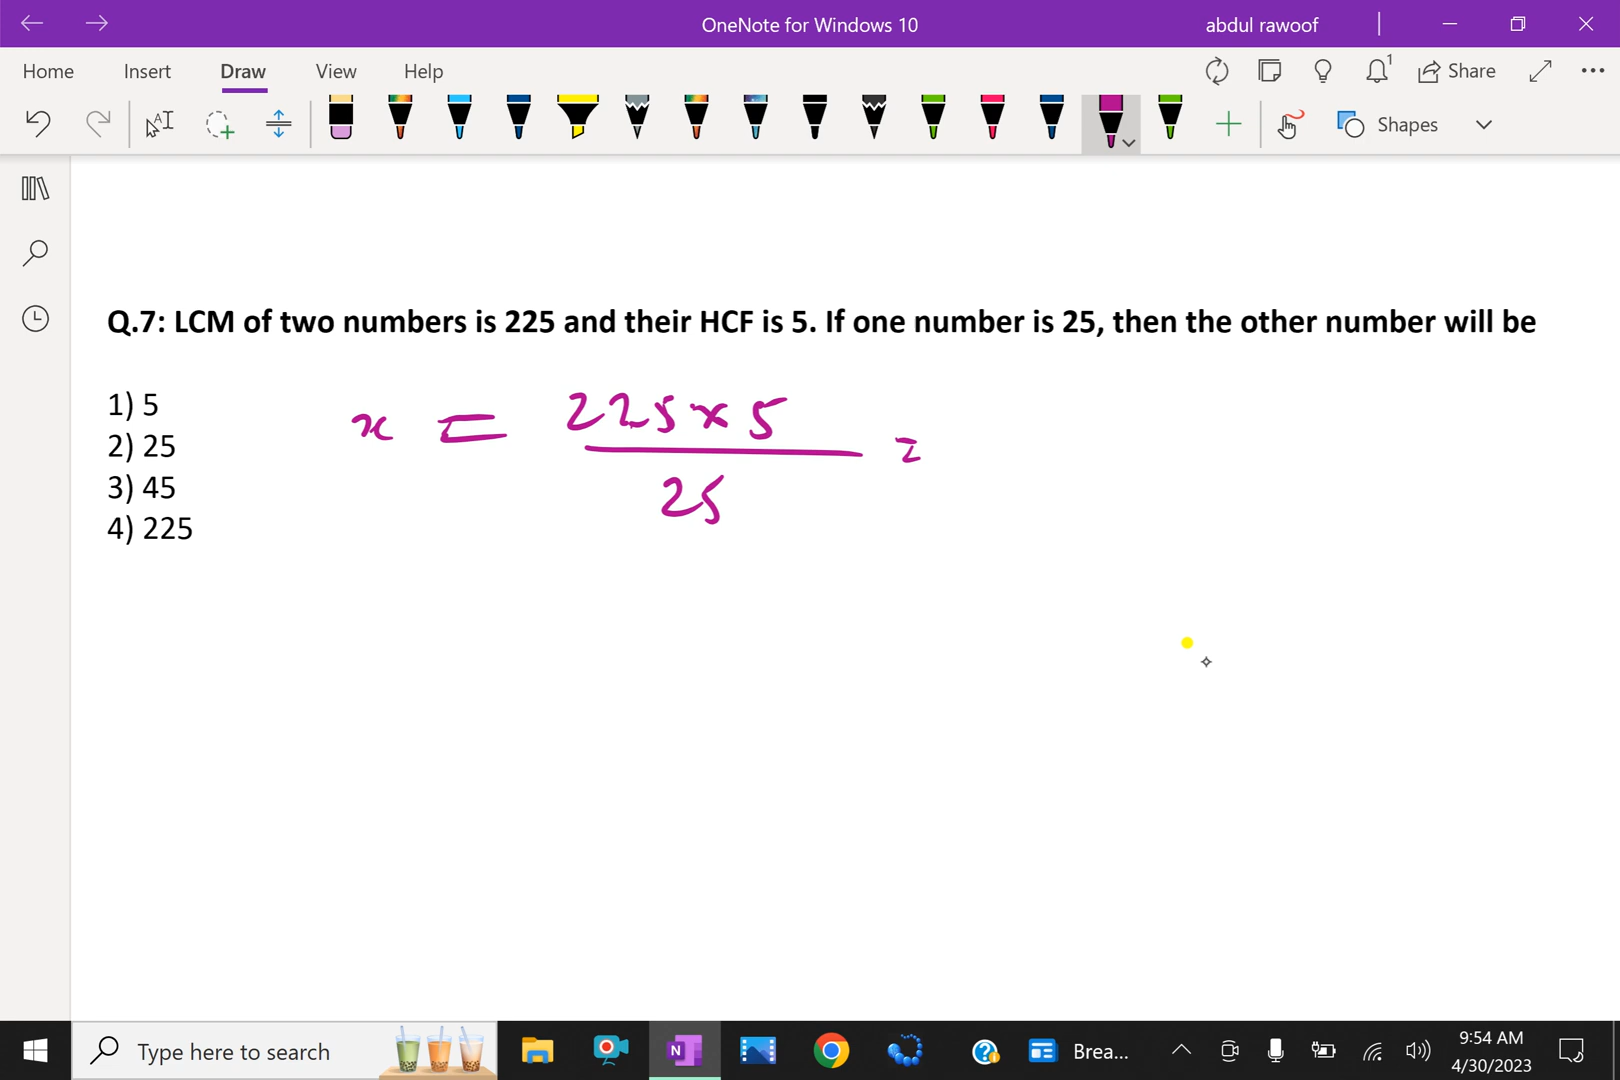 OneNote for Windows 10
abdul rawoof
Home Insert Draw View Help
1
Share
Shapes
Q.7: LCM of two numbers is 225 and their HCF is 5. If one number is 25, then the other number will be
1) 5
2) 25
3) 45
4) 225
x = 225 x 5 =
25
Type here to search
N
Brea...
9:54 AM
4/30/2023